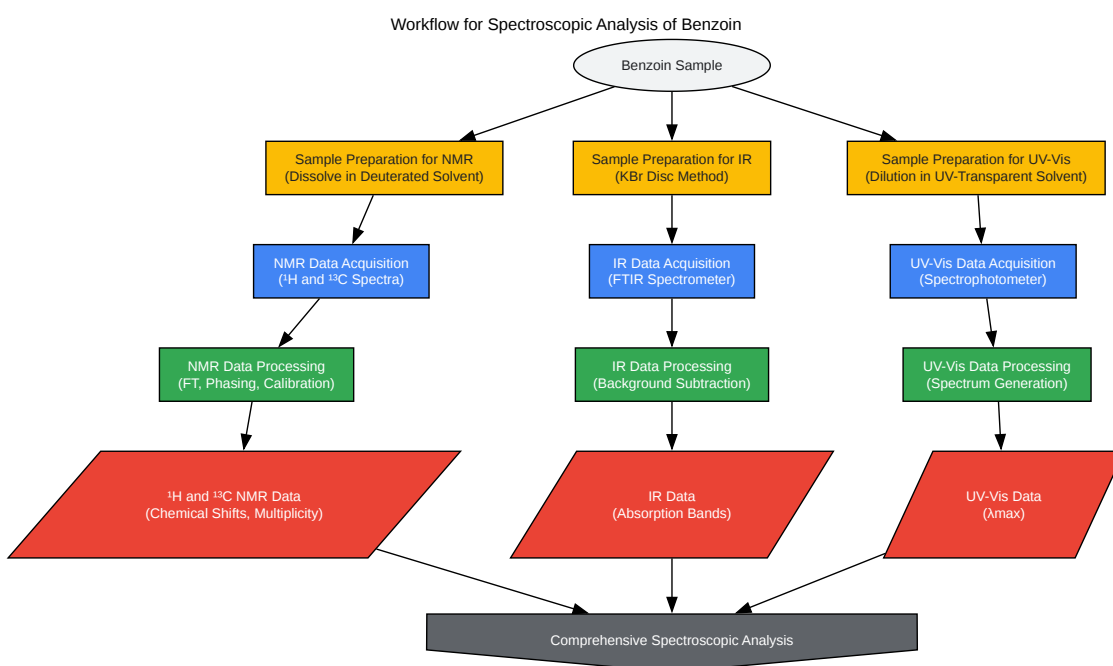 Workflow for Spectroscopic Analysis of Benzoin
Benzoin Sample
Sample Preparation for NMR
(Dissolve in Deuterated Solvent)
Sample Preparation for IR
(KBr Disc Method)
Sample Preparation for UV-Vis
(Dilution in UV-Transparent Solvent)
NMR Data Acquisition
(¹H and ¹³C Spectra)
IR Data Acquisition
(FTIR Spectrometer)
UV-Vis Data Acquisition
(Spectrophotometer)
NMR Data Processing
(FT, Phasing, Calibration)
IR Data Processing
(Background Subtraction)
UV-Vis Data Processing
(Spectrum Generation)
¹H and ¹³C NMR Data
(Chemical Shifts, Multiplicity)
IR Data
(Absorption Bands)
UV-Vis Data
(λmax)
Comprehensive Spectroscopic Analysis